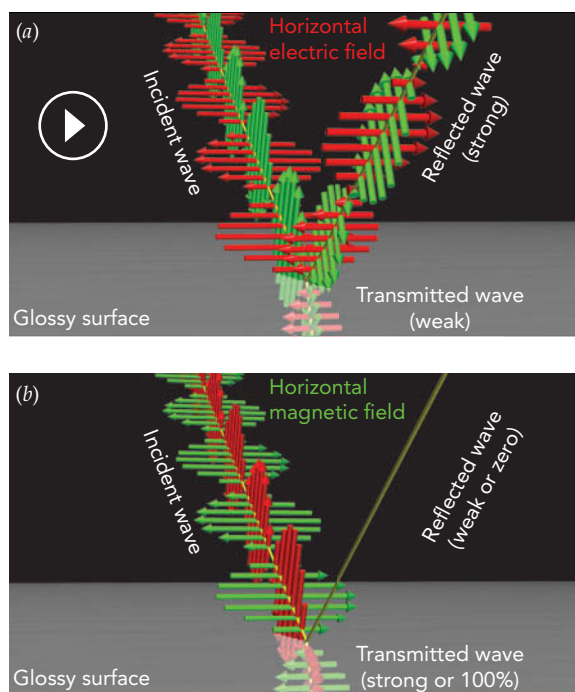 (a)
Horizontal
electric field
Incident wave
Reflected wave
(strong)
Glossy surface
Transmitted wave
(weak)
(b)
Horizontal
magnetic field
Incident wave
Reflected wave
(weak or zero)
Glossy surface
Transmitted wave
(strong or 100%)